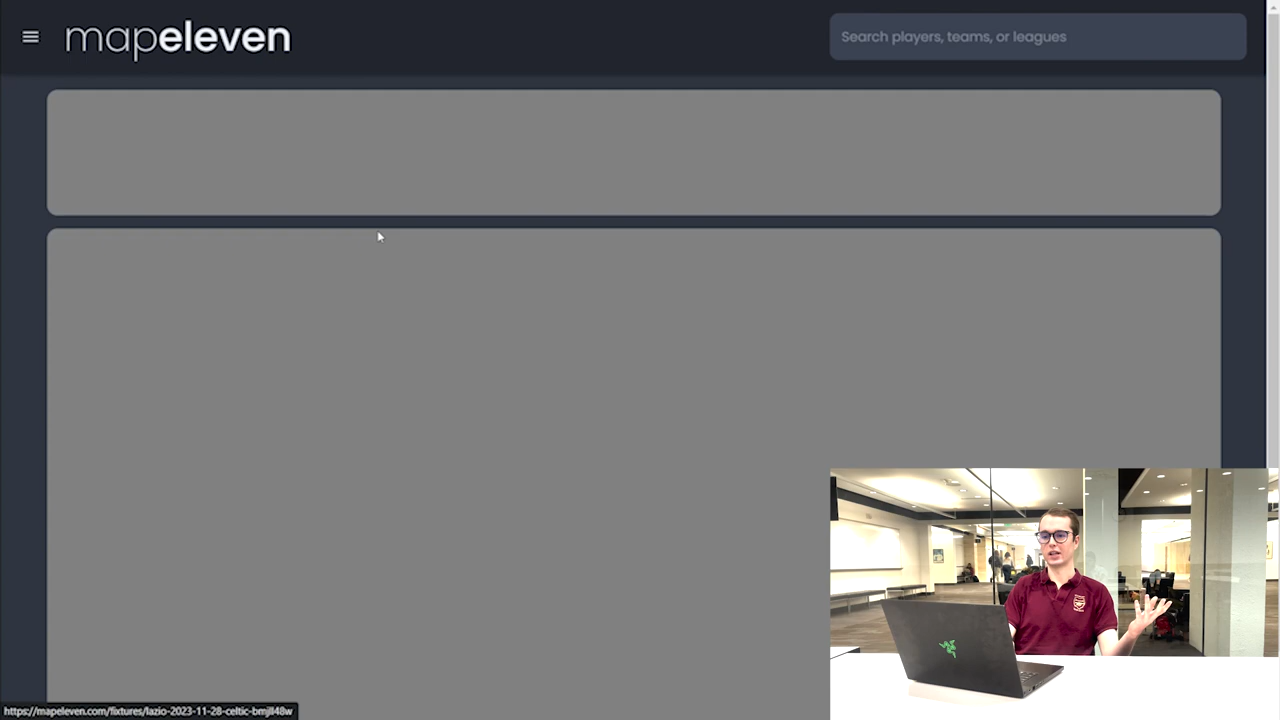 mapeleven
Search players, teams, or leagues
https://mapeleven.com/fixtures/lazio-2023-11-28-celtic-bmjll48w